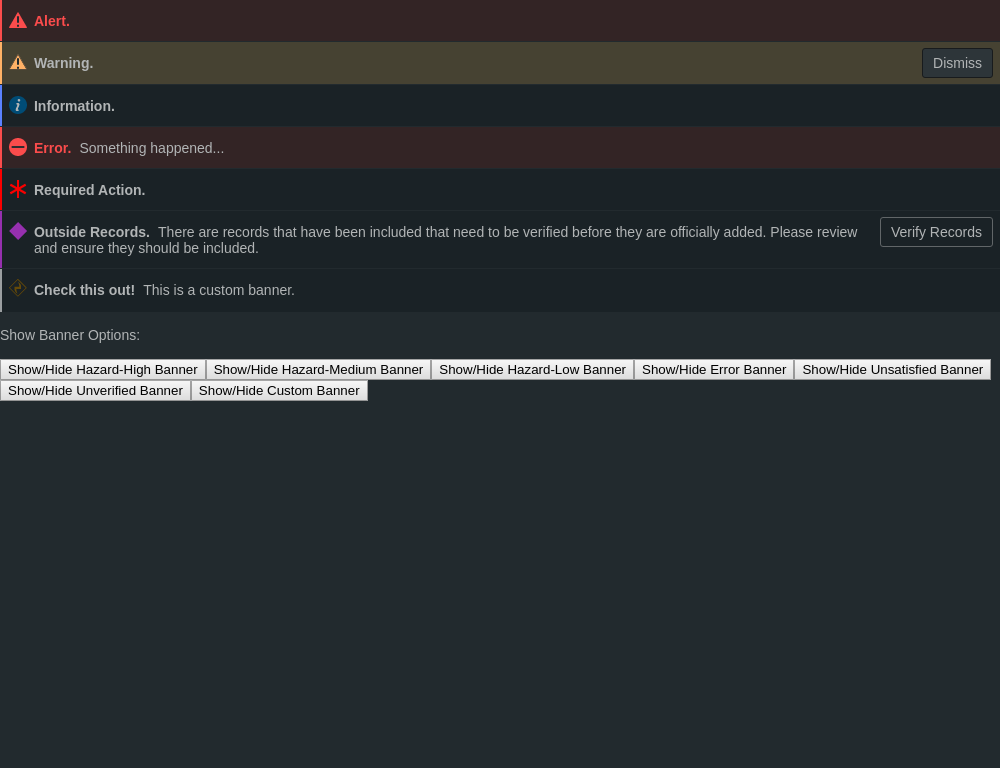 Alert.
Warning. Dismiss
Information.
Error. Something happened...
Required Action.
Outside Records. There are records that have been included that need to be verified before they are officially added. Please review Verify Records
and ensure they should be included.
Check this out! This is a custom banner.
Show Banner Options:
Show/Hide Hazard-High Banner Show/Hide Hazard-Medium Banner Show/Hide Hazard-Low Banner Show/Hide Error Banner Show/Hide Unsatisfied Banner
Show/Hide Unverified Banner Show/Hide Custom Banner